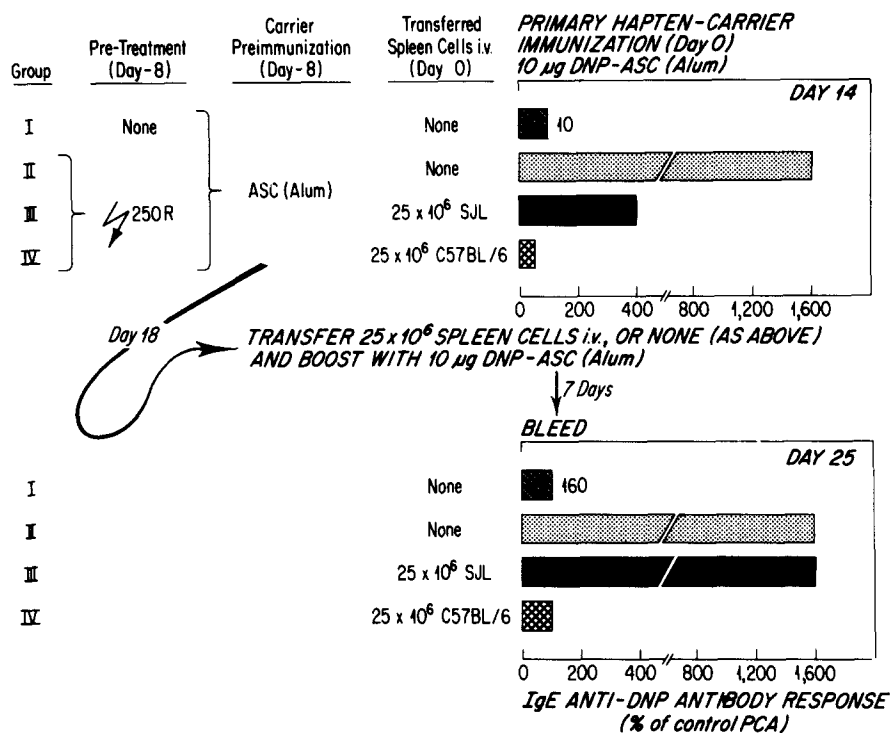 Group
Pre-Treatment
(Day-8)
Carrier
Preimmunization
(Day-8)
Transferred
Spleen Cells i.v.
(Day 0)
PRIMARY HAPTEN-CARRIER
IMMUNIZATION (Day 0)
10 µg DNP-ASC (Alum)
DAY 14
I None None 10
II None
III 25 x 10⁶ SJL
IV 25 x 10⁶ C57BL/6
250R
ASC (Alum)
0 200 400 800 1,200 1,600
Day 18
TRANSFER 25 x 10⁶ SPLEEN CELLS i.v., OR NONE (AS ABOVE)
AND BOOST WITH 10 µg DNP-ASC (Alum)
7 Days
BLEED
DAY 25
I None 160
II None
III 25 x 10⁶ SJL
IV 25 x 10⁶ C57BL/6
0 200 400 800 1,200 1,600
IgE ANTI-DNP ANTIBODY RESPONSE
(% of control PCA)